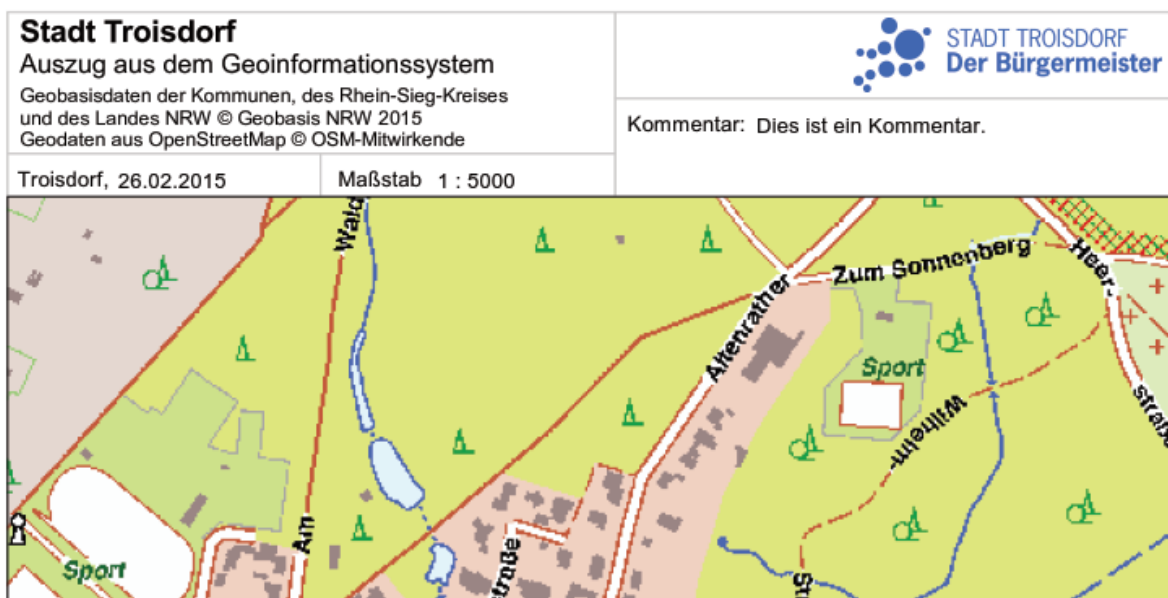 Stadt Troisdorf
Auszug aus dem Geoinformationssystem
Geobasisdaten der Kommunen, des Rhein-Sieg-Kreises
und des Landes NRW © Geobasis NRW 2015
Geodaten aus OpenStreetMap © OSM-Mitwirkende
Troisdorf, 26.02.2015
Maßstab 1 : 5000
STADT TROISDORF
Der Bürgermeister
Kommentar: Dies ist ein Kommentar.
Wald
Zum Sonnenberg
Heer-
Altenrather
Sport
straße
Wilhelm-
Am
Sport
straße
St